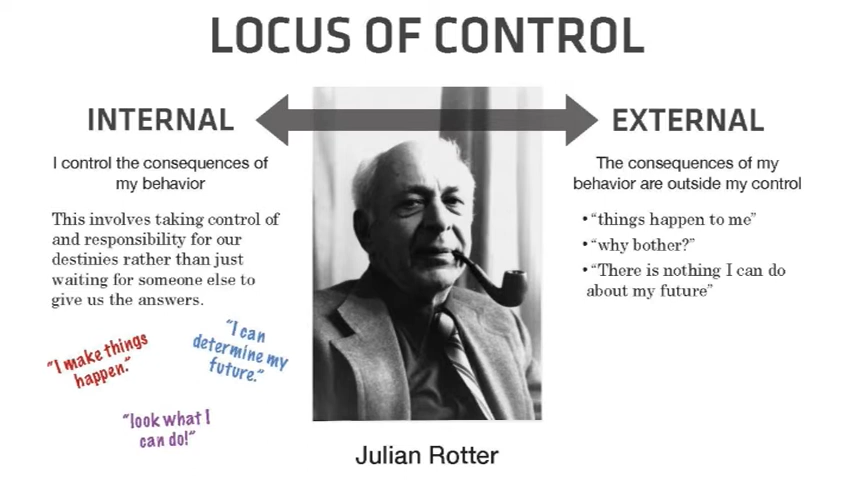 LOCUS OF CONTROL
INTERNAL
I control the consequences of
my behavior
This involves taking control of
and responsibility for our
destinies rather than just
waiting for someone else to
give us the answers.
"I make things
happen."
"I can
determine my
future."
"look what I
can do!"
Julian Rotter
EXTERNAL
The consequences of my
behavior are outside my control
• "things happen to me"
• "why bother?"
• "There is nothing I can do
about my future"